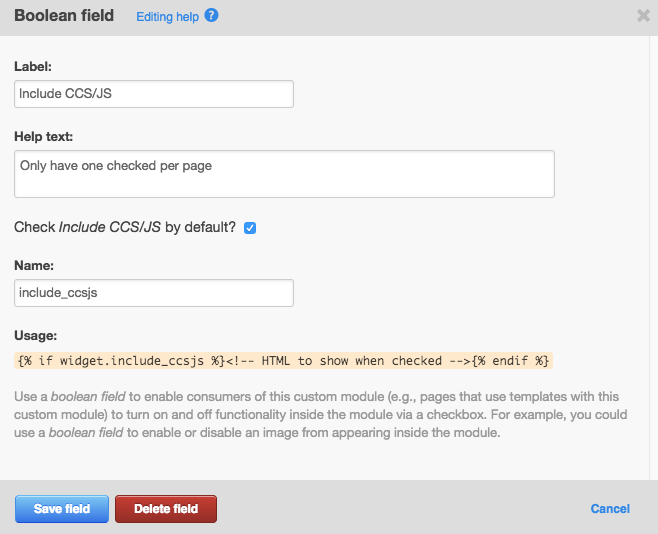 Boolean field Editing help ?
Label:
Include CCS/JS
Help text:
Only have one checked per page
Check Include CCS/JS by default?
Name:
include_ccsjs
Usage:
{% if widget.include_ccsjs %}<!-- HTML to show when checked -->{% endif %}
Use a boolean field to enable consumers of this custom module (e.g., pages that use templates with this
custom module) to turn on and off functionality inside the module via a checkbox. For example, you could
use a boolean field to enable or disable an image from appearing inside the module.
Save field Delete field Cancel